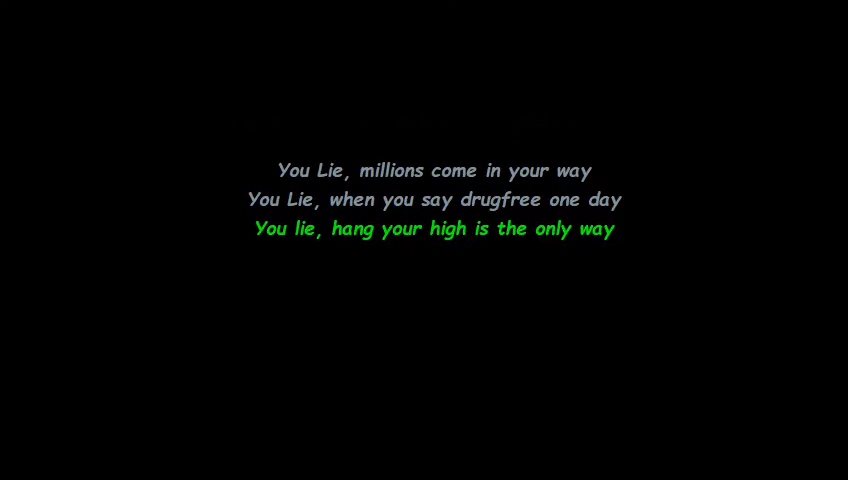 You Lie, millions come in your way
You Lie, when you say drugfree one day
You lie, hang your high is the only way